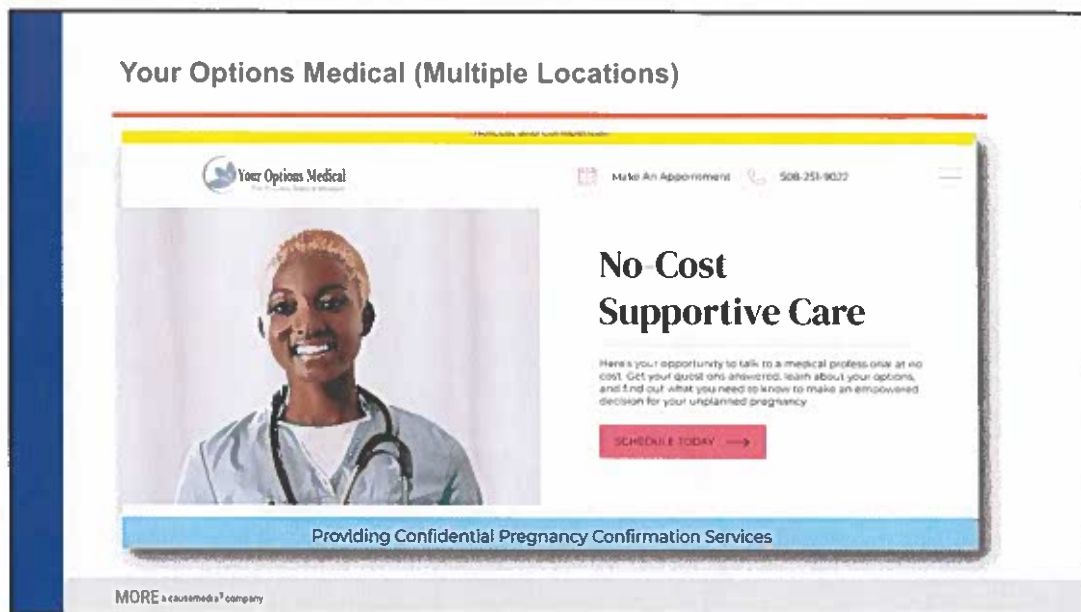 Your Options Medical (Multiple Locations)
Your Options Medical
Make An Appointment
508-251-9022
No-Cost
Supportive Care
Here's your opportunity to talk to a medical professional at no
cost. Get your questions answered, learn about your options,
and find out what you need to know to make an empowered
decision for your unplanned pregnancy
SCHEDULE TODAY
Providing Confidential Pregnancy Confirmation Services
MORE a causemedia³ company